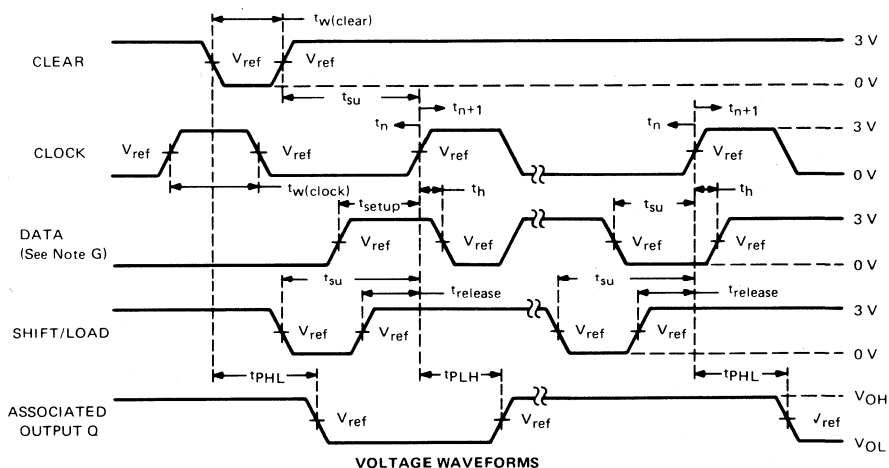 tw(clear)
CLEAR
Vref
Vref
3 V
0 V
tsu
tn
tn+1
tn
tn+1
CLOCK
Vref
Vref
Vref
Vref
3 V
0 V
tw(clock)
tsetup
th
tsu
th
DATA
(See Note G)
Vref
Vref
Vref
Vref
3 V
0 V
tsu
trelease
tsu
trelease
SHIFT/LOAD
Vref
Vref
Vref
Vref
3 V
0 V
tPHL
tPLH
tPHL
ASSOCIATED
OUTPUT Q
Vref
Vref
Vref
VOH
VOL
VOLTAGE WAVEFORMS